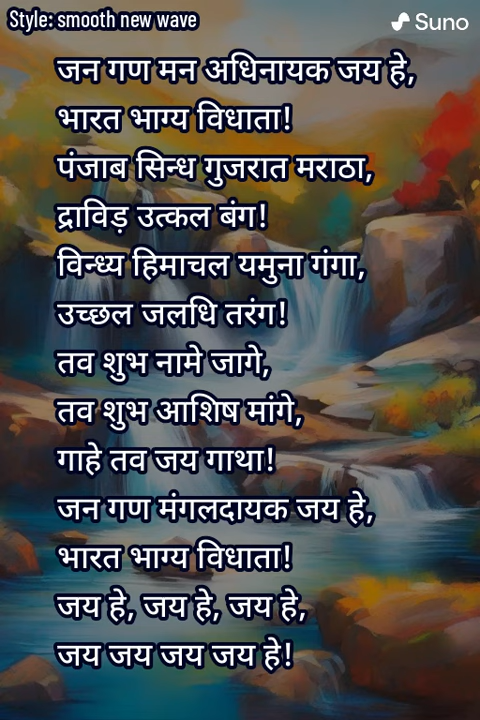 Style: smooth new wave
Suno
जन गण मन अधिनायक जय हे,
भारत भाग्य विधाता!
पंजाब सिन्ध गुजरात मराठा,
द्राविड़ उत्कल बंग!
विन्ध्य हिमाचल यमुना गंगा,
उच्छल जलधि तरंग!
तव शुभ नामे जागे,
तव शुभ आशिष मांगे,
गाहे तव जय गाथा!
जन गण मंगलदायक जय हे,
भारत भाग्य विधाता!
जय हे, जय हे, जय हे,
जय जय जय जय हे!